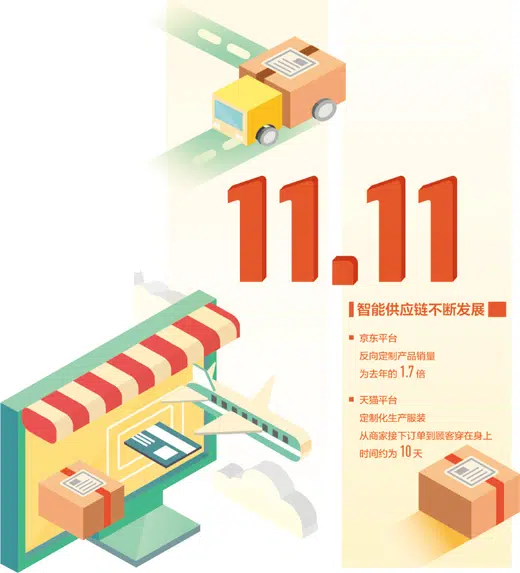 11.11
智能供应链不断发展
京东平台
反向定制产品销量
为去年的1.7倍
天猫平台
定制化生产服装
从商家接下订单到顾客穿在身上
时间约为10天